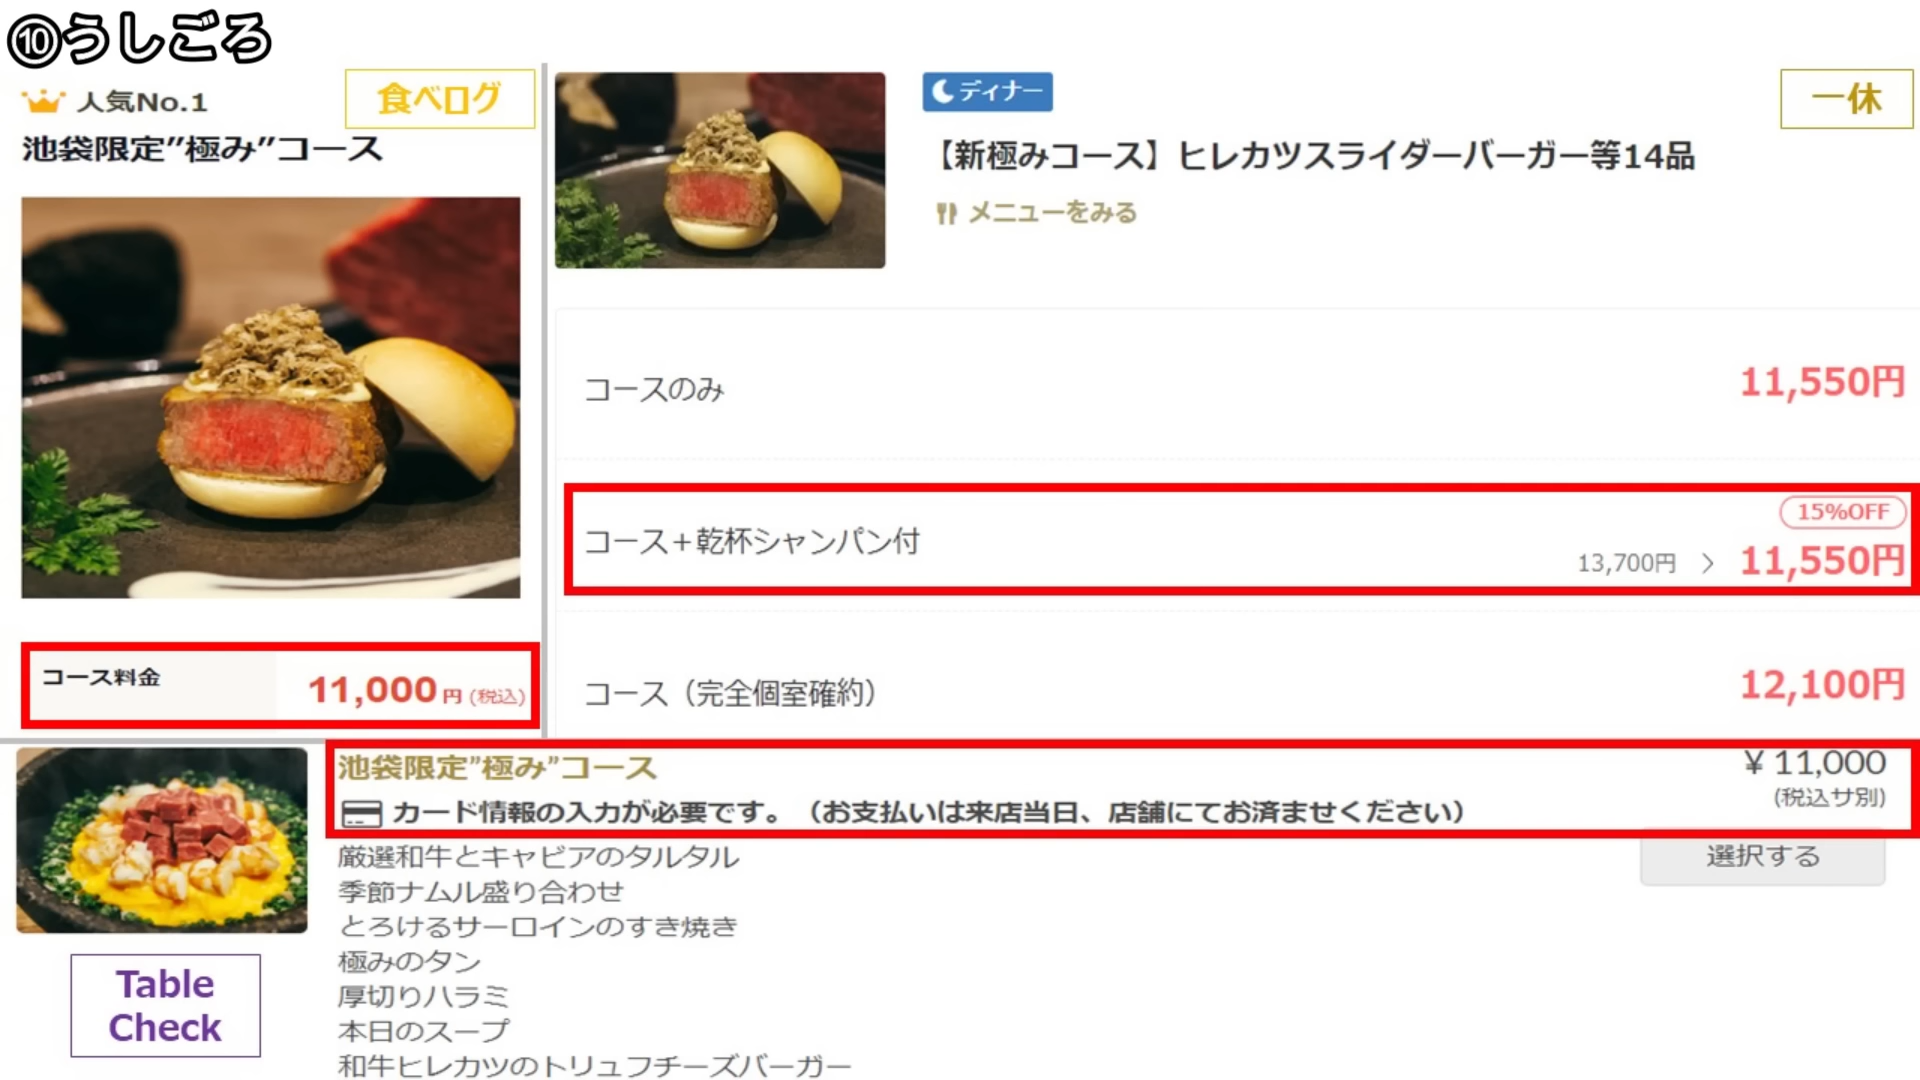 ⑩うしごろ
人気No.1
食べログ
池袋限定”極み”コース
コース料金
11,000円(税込)
ディナー
一休
【新極みコース】ヒレカツスライダーバーガー等14品
メニューをみる
コースのみ
11,550円
コース+乾杯シャンパン付
15%OFF
13,700円 > 11,550円
コース（完全個室確約）
12,100円
池袋限定”極み”コース
¥ 11,000
(税込サ別)
カード情報の入力が必要です。（お支払いは来店当日、店舗にてお済ませください）
選択する
厳選和牛とキャビアのタルタル
季節ナムル盛り合わせ
とろけるサーロインのすき焼き
極みのタン
厚切りハラミ
本日のスープ
和牛ヒレカツのトリュフチーズバーガー
Table
Check